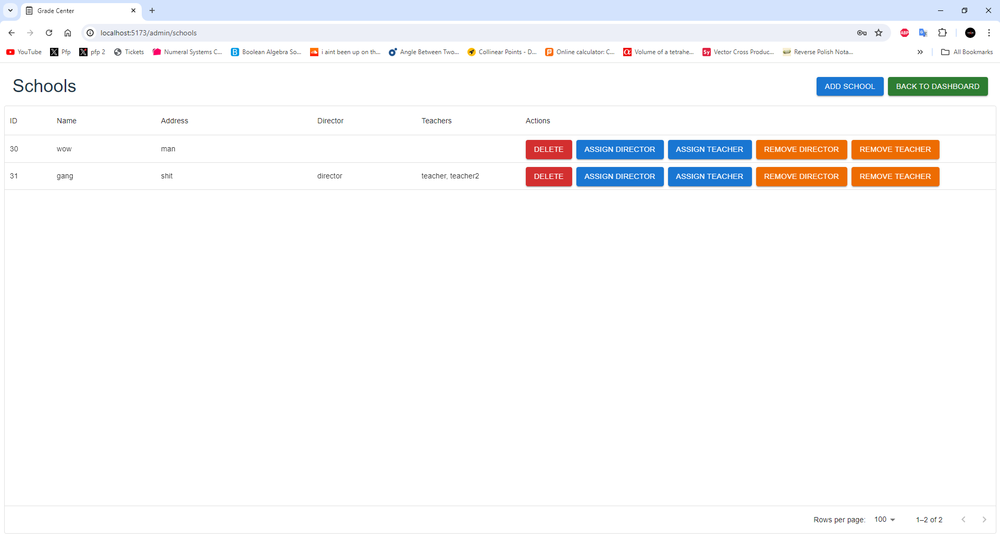 Grade Center
localhost:5173/admin/schools
ABP
YouTube Pfp pfp 2 Tickets Numeral Systems C... Boolean Algebra So... i aint been up on th... Angle Between Two... Collinear Points - D... Online calculator: C... Volume of a tetrahe... Sy Vector Cross Produc... Reverse Polish Nota... All Bookmarks
Schools ADD SCHOOL BACK TO DASHBOARD
ID Name Address Director Teachers Actions
30 wow man DELETE ASSIGN DIRECTOR ASSIGN TEACHER REMOVE DIRECTOR REMOVE TEACHER
31 gang shit director teacher, teacher2 DELETE ASSIGN DIRECTOR ASSIGN TEACHER REMOVE DIRECTOR REMOVE TEACHER
Rows per page: 100 1–2 of 2